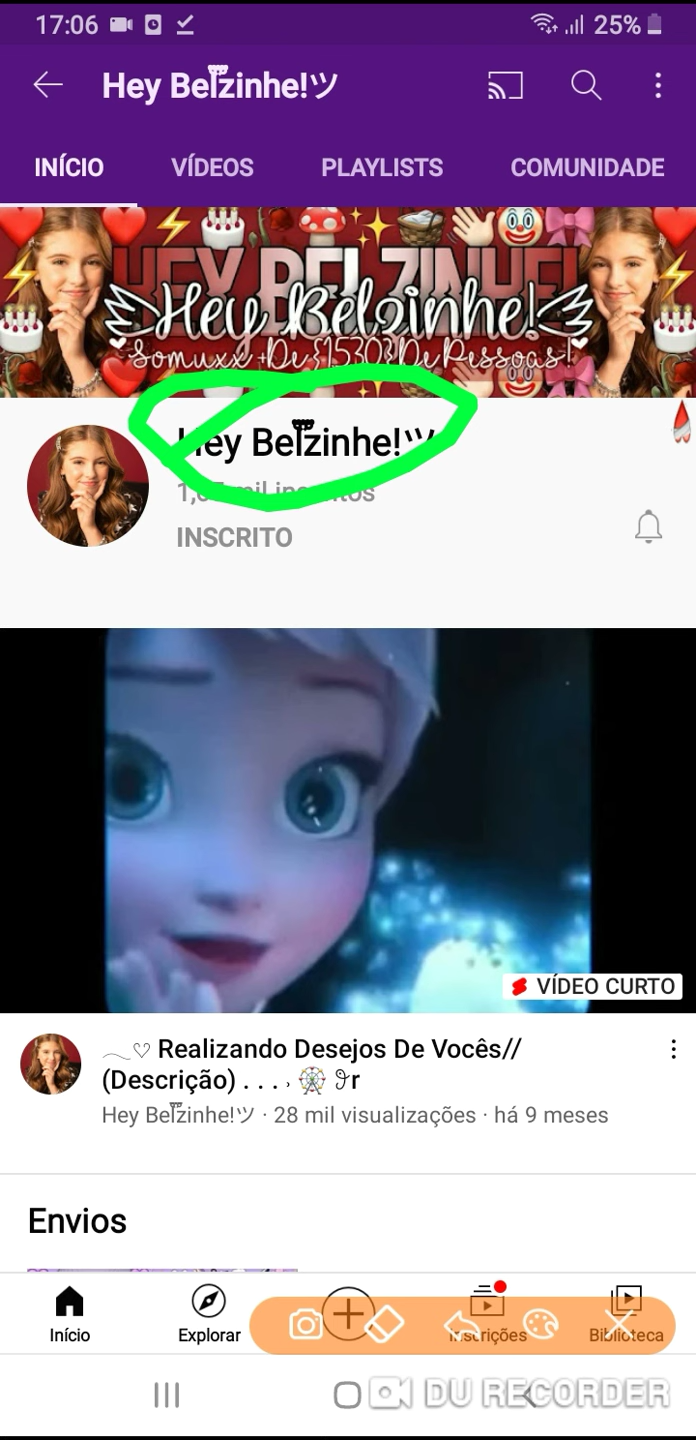 17:06 25%
Hey Belzinhe!ツ
INÍCIO VÍDEOS PLAYLISTS COMUNIDADE
HEY BELZINHE!
Hey Belzinhe!
Somuxx +De {1530} De Pessoas!
Hey Belzinhe!ツ
mil inscritos
INSCRITO
VÍDEO CURTO
Realizando Desejos De Vocês//
(Descrição) . . . , 🎡 𝔍r
Hey Belzinhe!ツ · 28 mil visualizações · há 9 meses
Envios
Início Explorar Inscrições Biblioteca
DU RECORDER